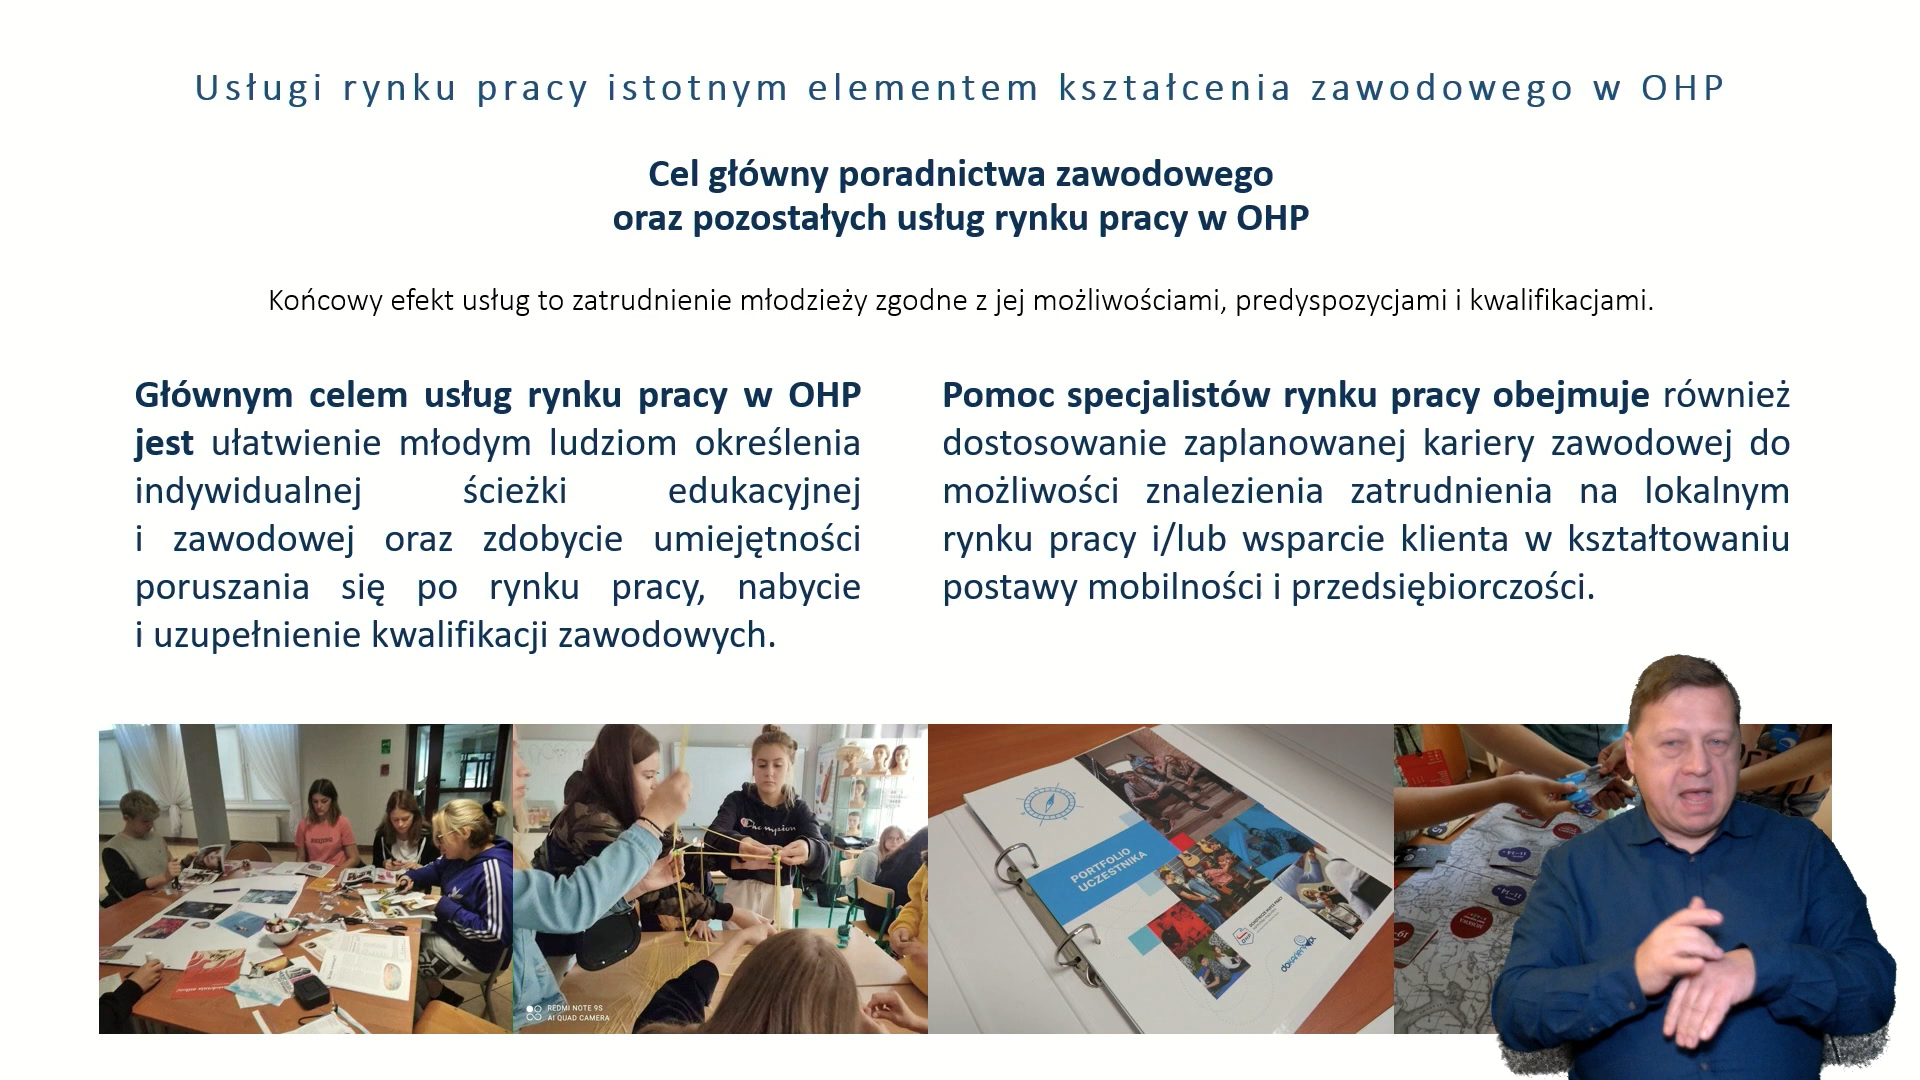 Usługi rynku pracy istotnym elementem kształcenia zawodowego w OHP
Cel główny poradnictwa zawodowego
oraz pozostałych usług rynku pracy w OHP
Końcowy efekt usług to zatrudnienie młodzieży zgodne z jej możliwościami, predyspozycjami i kwalifikacjami.
Głównym celem usług rynku pracy w OHP
jest ułatwienie młodym ludziom określenia
indywidualnej ścieżki edukacyjnej
i zawodowej oraz zdobycie umiejętności
poruszania się po rynku pracy, nabycie
i uzupełnienie kwalifikacji zawodowych.
Pomoc specjalistów rynku pracy obejmuje również
dostosowanie zaplanowanej kariery zawodowej do
możliwości znalezienia zatrudnienia na lokalnym
rynku pracy i/lub wsparcie klienta w kształtowaniu
postawy mobilności i przedsiębiorczości.
Champion
REDMI NOTE 9S
AI QUAD CAMERA
PORTFOLIO
UCZESTNIKA
OHP